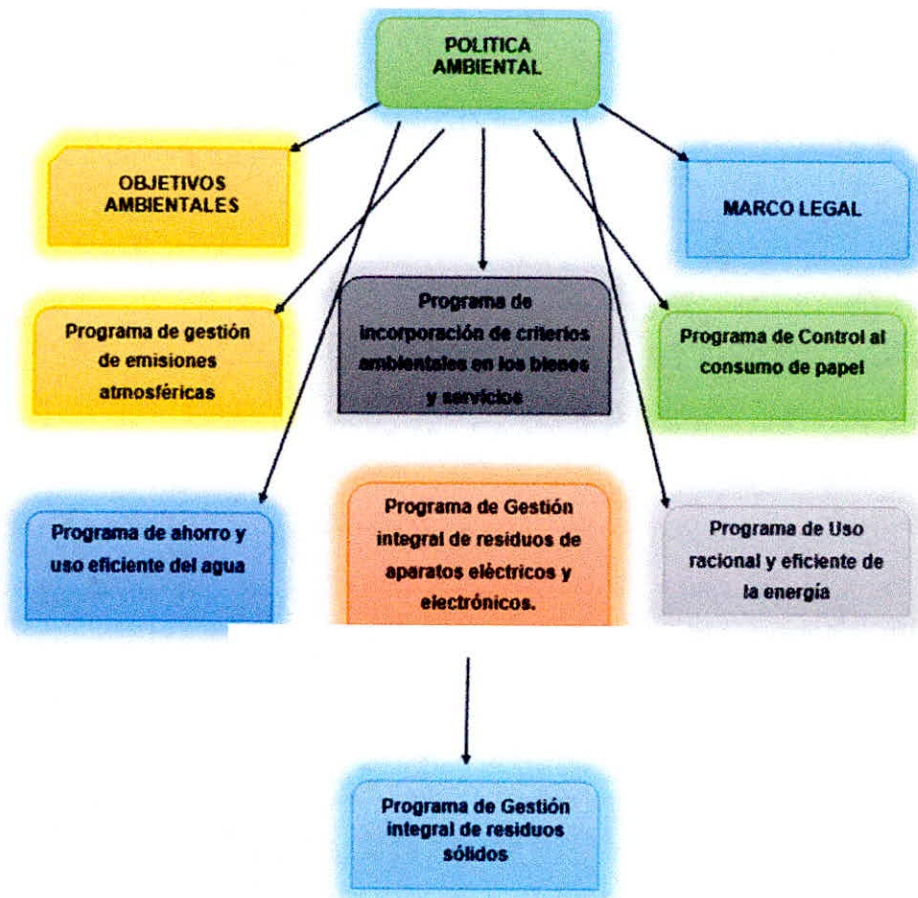 POLITICA
AMBIENTAL
OBJETIVOS
AMBIENTALES
MARCO LEGAL
Programa de gestión
de emisiones
atmosféricas
Programa de
incorporación de criterios
ambientales en los bienes
y servicios
Programa de Control al
consumo de papel
Programa de ahorro y
uso eficiente del agua
Programa de Gestión
integral de residuos de
aparatos eléctricos y
electrónicos.
Programa de Uso
racional y eficiente de
la energía
Programa de Gestión
integral de residuos
sólidos